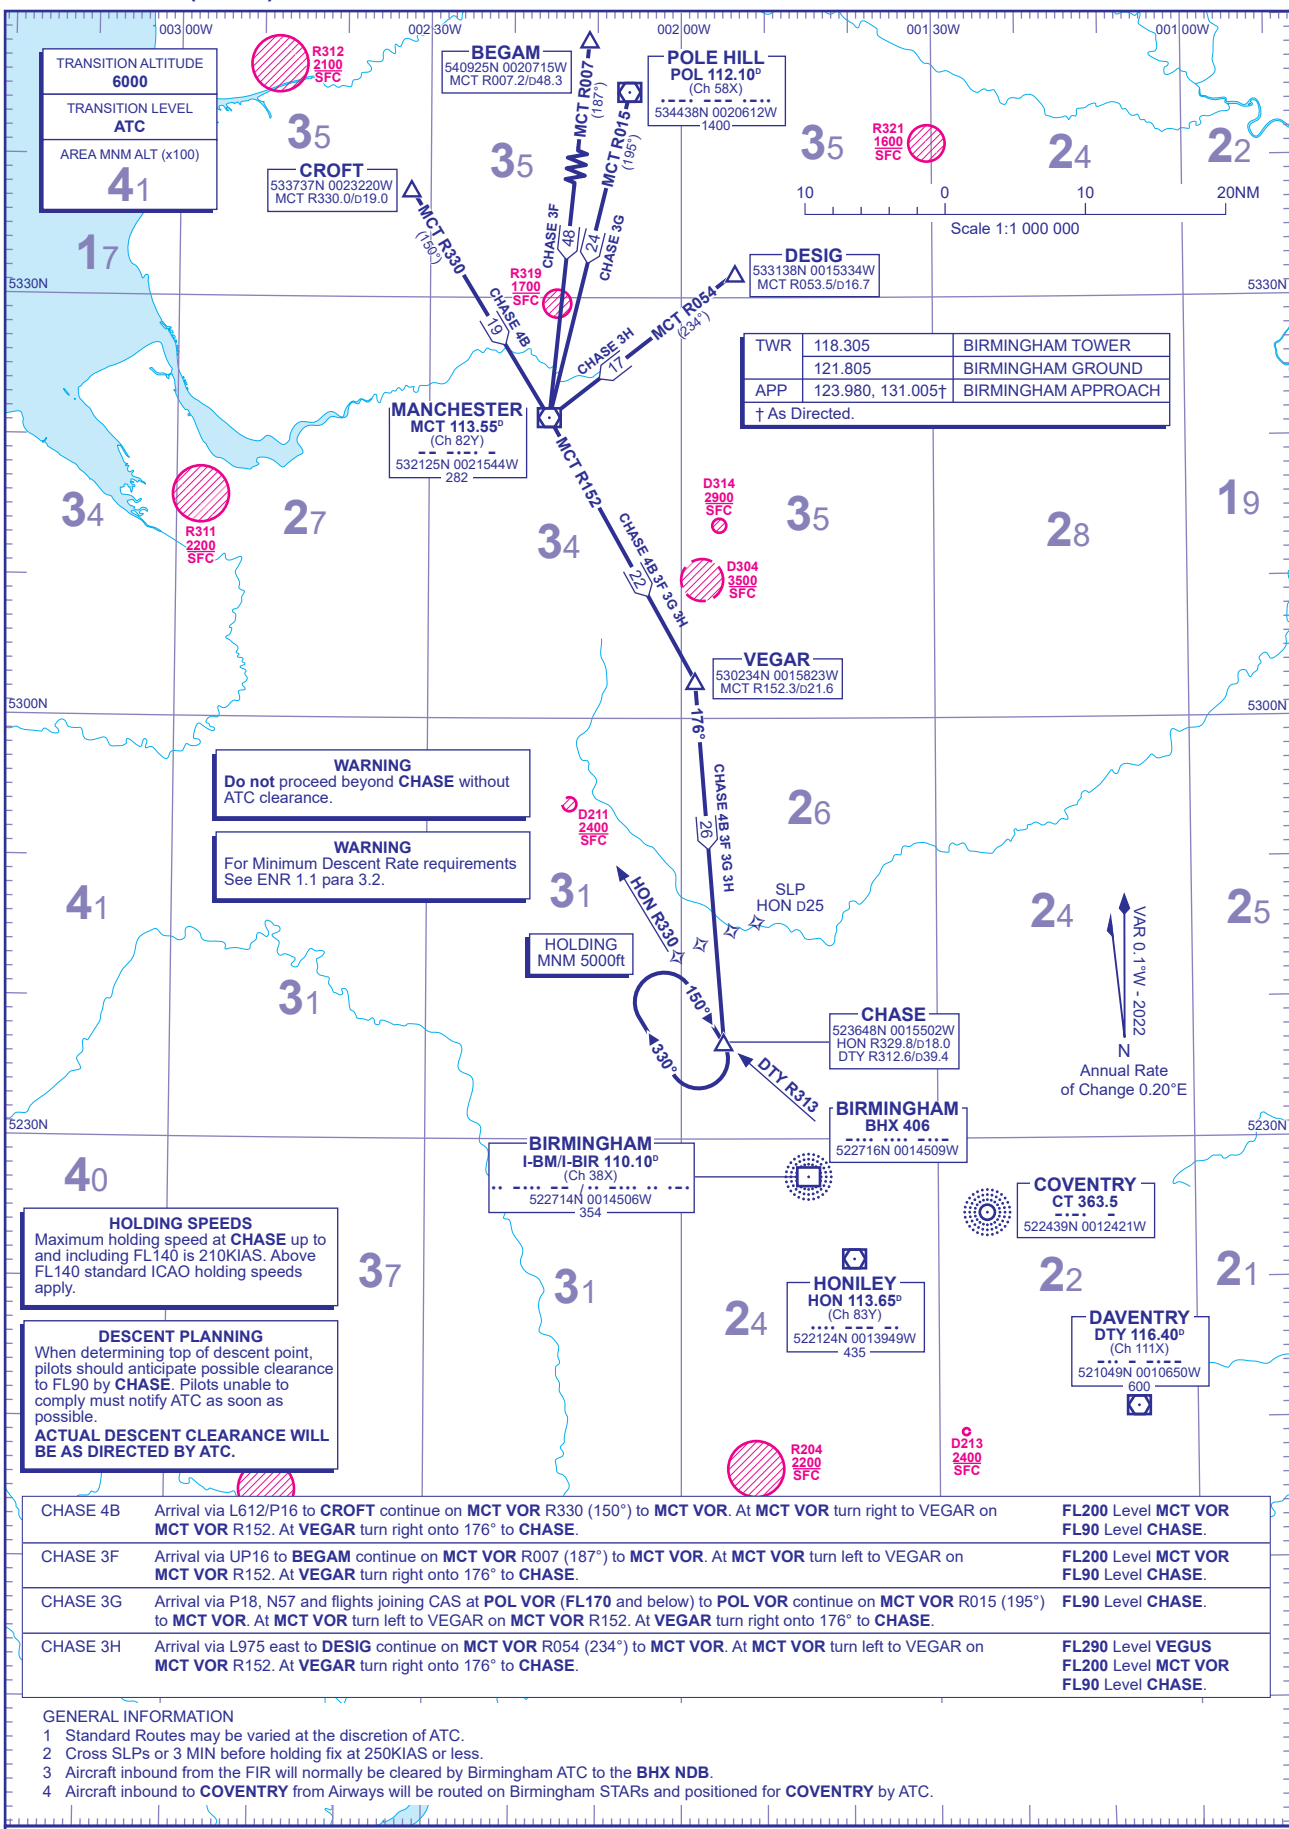 003'00W
002'30W
002'00W
001'30W
001'00W
TRANSITION ALTITUDE
6000
TRANSITION LEVEL
ATC
AREA MNM ALT (x100)
41
R312
2100
SFC
BEGAM
540925N 0020715W
MCT R007.2/D48.3
POLE HILL
POL 112.10D
(Ch 58X)
534438N 0020612W
1400
MCT R007
(187°)
MCT R015
(195°)
35
35
35
R321
1600
SFC
24
22
CROFT
533737N 0023220W
MCT R330.0/D19.0
10 0 10 20NM
Scale 1:1 000 000
17
MCT R330
(150°)
CHASE 3F
48
24
CHASE 3G
DESIG
533138N 0015334W
MCT R053.5/D16.7
5330N
5330N
R319
1700
SFC
CHASE 4B
19
CHASE 3H
17
MCT R054
(234°)
TWR 118.305 BIRMINGHAM TOWER
121.805 BIRMINGHAM GROUND
APP 123.980, 131.005† BIRMINGHAM APPROACH
† As Directed.
MANCHESTER
MCT 113.55D
(Ch 82Y)
532125N 0021544W
282
MCT R152
34
R311
2200
SFC
27
34
D314
2900
SFC
35
28
19
CHASE 4B 3F 3G 3H
22
D304
3500
SFC
VEGAR
530234N 0015823W
MCT R152.3/D21.6
5300N
5300N
176°
WARNING
Do not proceed beyond CHASE without
ATC clearance.
CHASE 4B 3F 3G 3H
26
D211
2400
SFC
26
WARNING
For Minimum Descent Rate requirements
See ENR 1.1 para 3.2.
41
31
HON R330
SLP
HON D25
24
25
HOLDING
MNM 5000ft
VAR 0.1°W - 2022
N
Annual Rate
of Change 0.20°E
31
150°
330°
CHASE
523648N 0015502W
HON R329.8/D18.0
DTY R312.6/D39.4
DTY R313
5230N
5230N
BIRMINGHAM
BHX 406
522716N 0014509W
BIRMINGHAM
I-BM/I-BIR 110.10D
(Ch 38X)
522714N 0014506W
354
40
COVENTRY
CT 363.5
522439N 0012421W
HOLDING SPEEDS
Maximum holding speed at CHASE up to
and including FL140 is 210KIAS. Above
FL140 standard ICAO holding speeds
apply.
37
31
24
HONILEY
HON 113.65D
(Ch 83Y)
522124N 0013949W
435
22
21
DAVENTRY
DTY 116.40D
(Ch 111X)
521049N 0010650W
600
DESCENT PLANNING
When determining top of descent point,
pilots should anticipate possible clearance
to FL90 by CHASE. Pilots unable to
comply must notify ATC as soon as
possible.
ACTUAL DESCENT CLEARANCE WILL
BE AS DIRECTED BY ATC.
R204
2200
SFC
D213
2400
SFC
CHASE 4B Arrival via L612/P16 to CROFT continue on MCT VOR R330 (150°) to MCT VOR. At MCT VOR turn right to VEGAR on FL200 Level MCT VOR
MCT VOR R152. At VEGAR turn right onto 176° to CHASE. FL90 Level CHASE.
CHASE 3F Arrival via UP16 to BEGAM continue on MCT VOR R007 (187°) to MCT VOR. At MCT VOR turn left to VEGAR on FL200 Level MCT VOR
MCT VOR R152. At VEGAR turn right onto 176° to CHASE. FL90 Level CHASE.
CHASE 3G Arrival via P18, N57 and flights joining CAS at POL VOR (FL170 and below) to POL VOR continue on MCT VOR R015 (195°) FL90 Level CHASE.
to MCT VOR. At MCT VOR turn left to VEGAR on MCT VOR R152. At VEGAR turn right onto 176° to CHASE.
CHASE 3H Arrival via L975 east to DESIG continue on MCT VOR R054 (234°) to MCT VOR. At MCT VOR turn left to VEGAR on FL290 Level VEGUS
MCT VOR R152. At VEGAR turn right onto 176° to CHASE. FL200 Level MCT VOR
FL90 Level CHASE.
GENERAL INFORMATION
1 Standard Routes may be varied at the discretion of ATC.
2 Cross SLPs or 3 MIN before holding fix at 250KIAS or less.
3 Aircraft inbound from the FIR will normally be cleared by Birmingham ATC to the BHX NDB.
4 Aircraft inbound to COVENTRY from Airways will be routed on Birmingham STARs and positioned for COVENTRY by ATC.